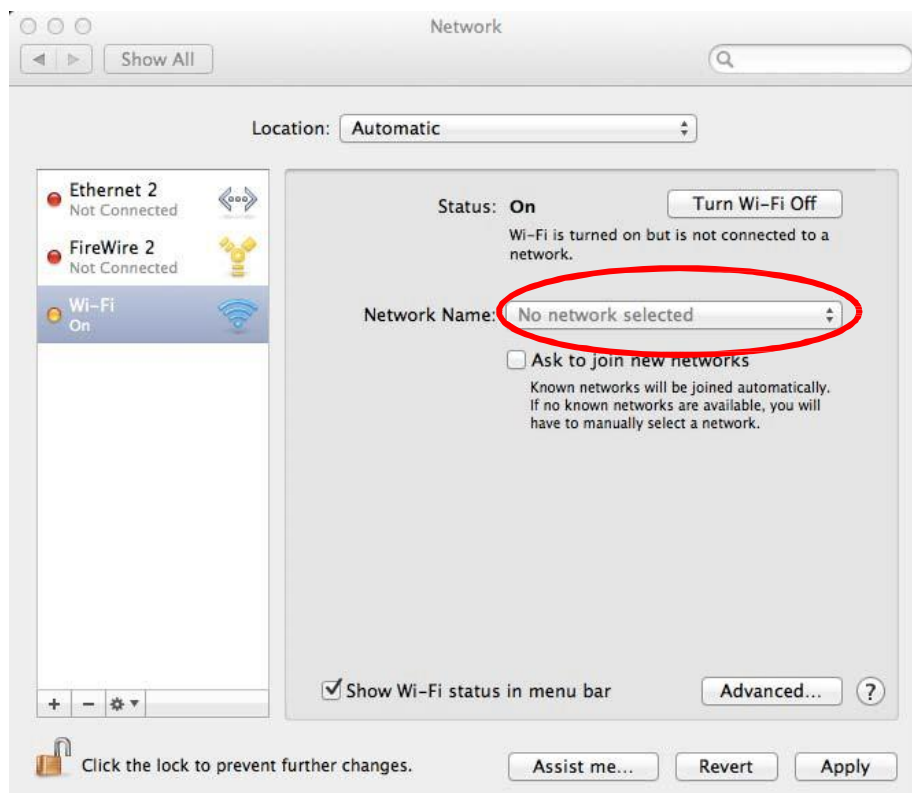 Network
Show All
Location: Automatic
Ethernet 2
Not Connected
FireWire 2
Not Connected
Wi-Fi
On
Status: On
Turn Wi-Fi Off
Wi-Fi is turned on but is not connected to a
network.
Network Name: No network selected
Ask to join new networks
Known networks will be joined automatically.
If no known networks are available, you will
have to manually select a network.
Show Wi-Fi status in menu bar
Advanced...
?
+ −
Click the lock to prevent further changes.
Assist me...
Revert
Apply